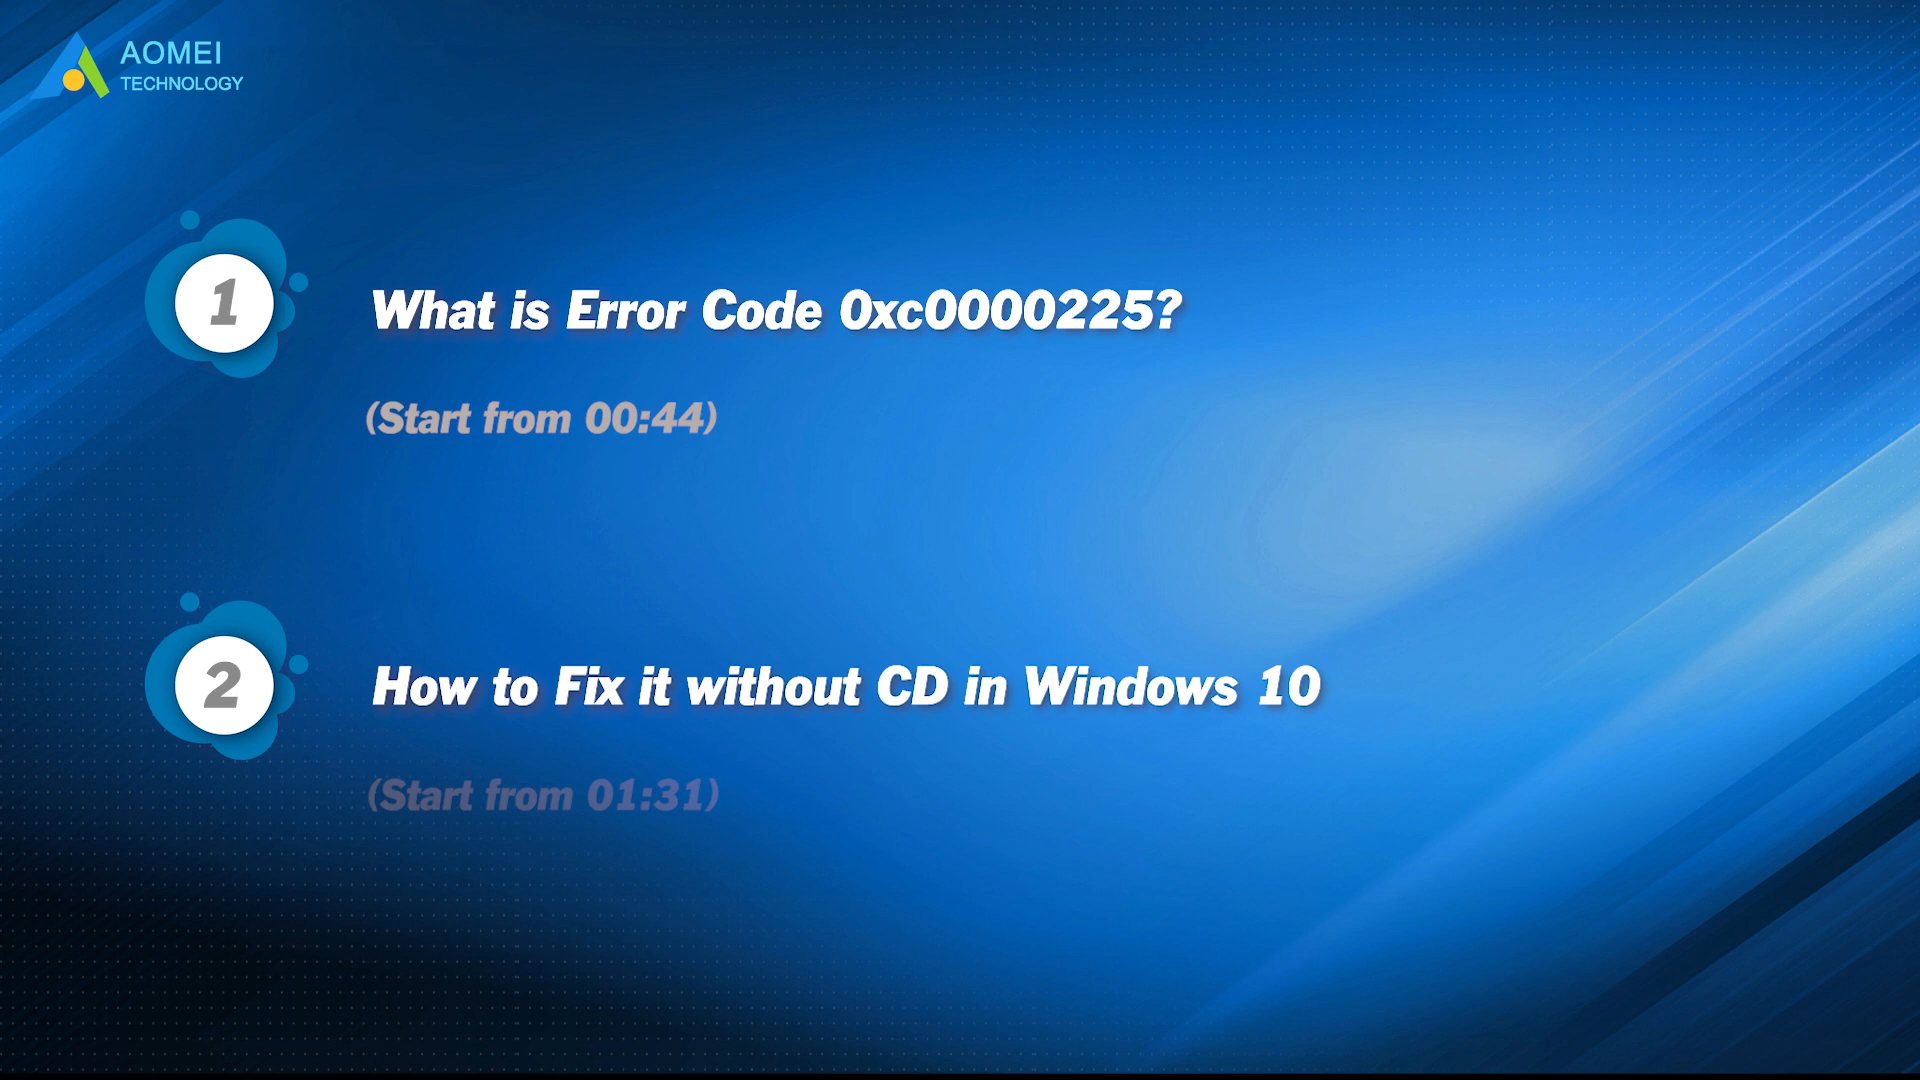 AOMEI
TECHNOLOGY
1
What is Error Code 0xc0000225?
(Start from 00:44)
2
How to Fix it without CD in Windows 10
(Start from 01:31)